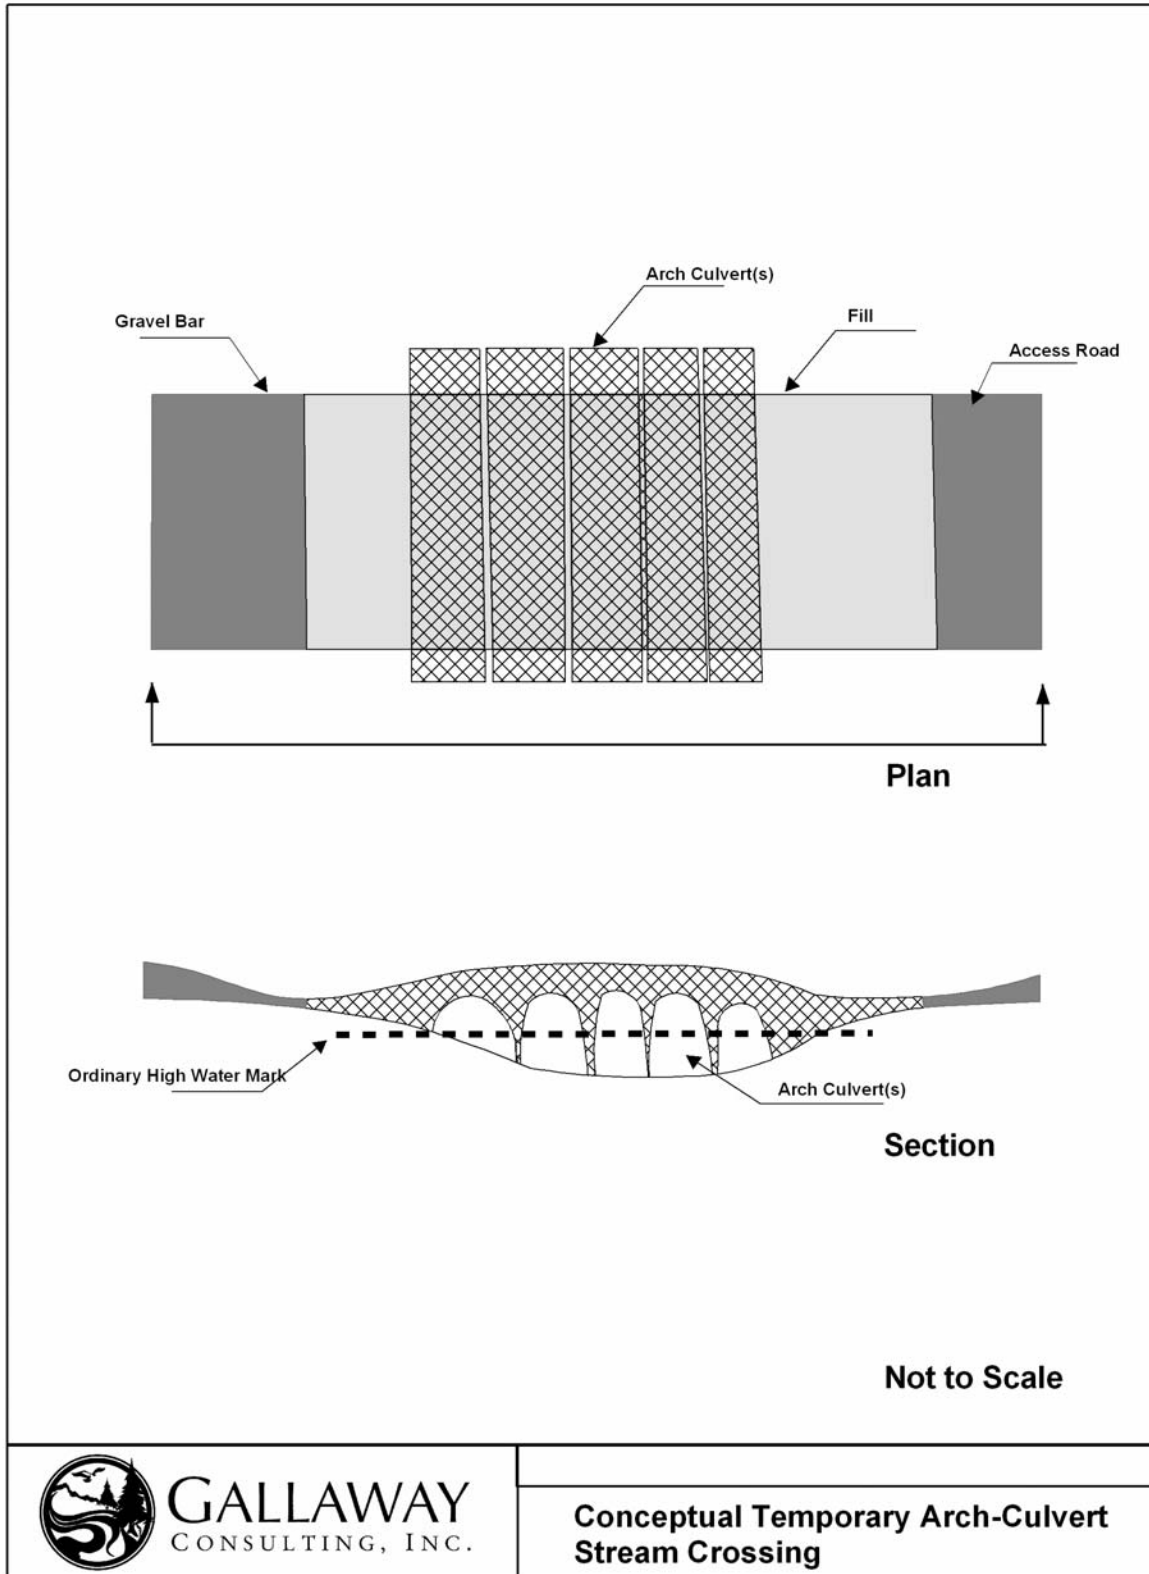 Arch Culvert(s)
Gravel Bar
Fill
Access Road
Plan
Ordinary High Water Mark
Arch Culvert(s)
Section
Not to Scale
GALLAWAY
CONSULTING, INC.
Conceptual Temporary Arch-Culvert
Stream Crossing